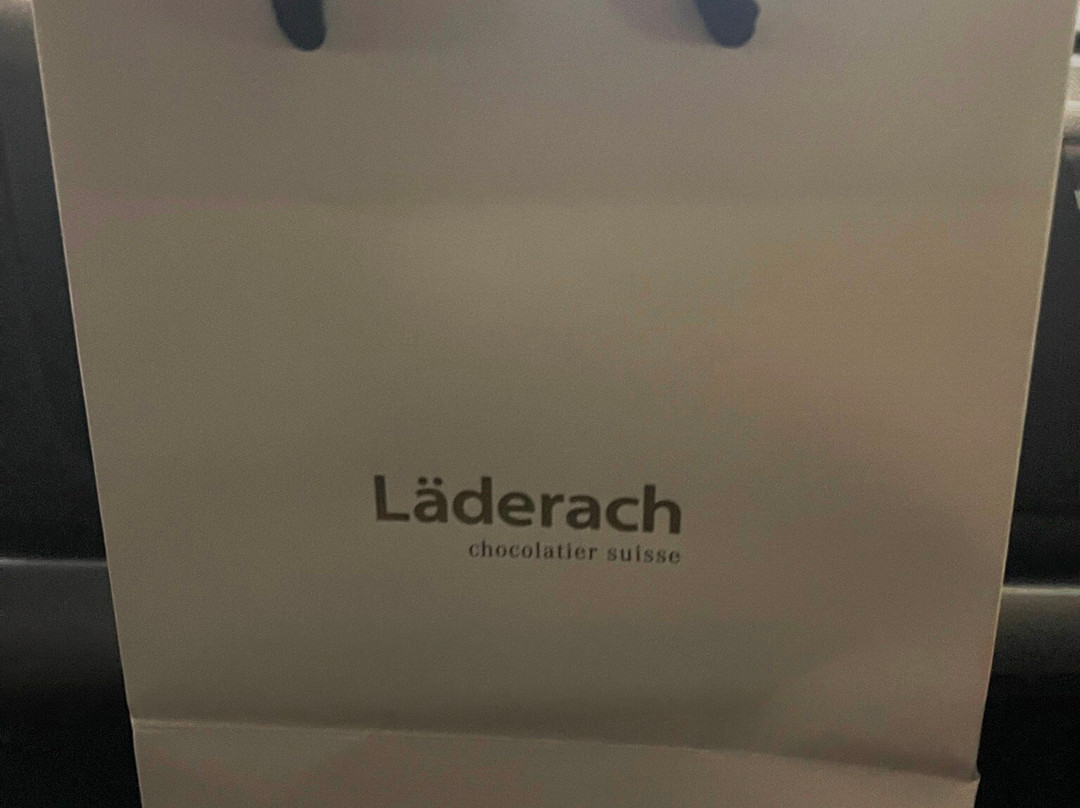 Läderach
chocolatier suisse